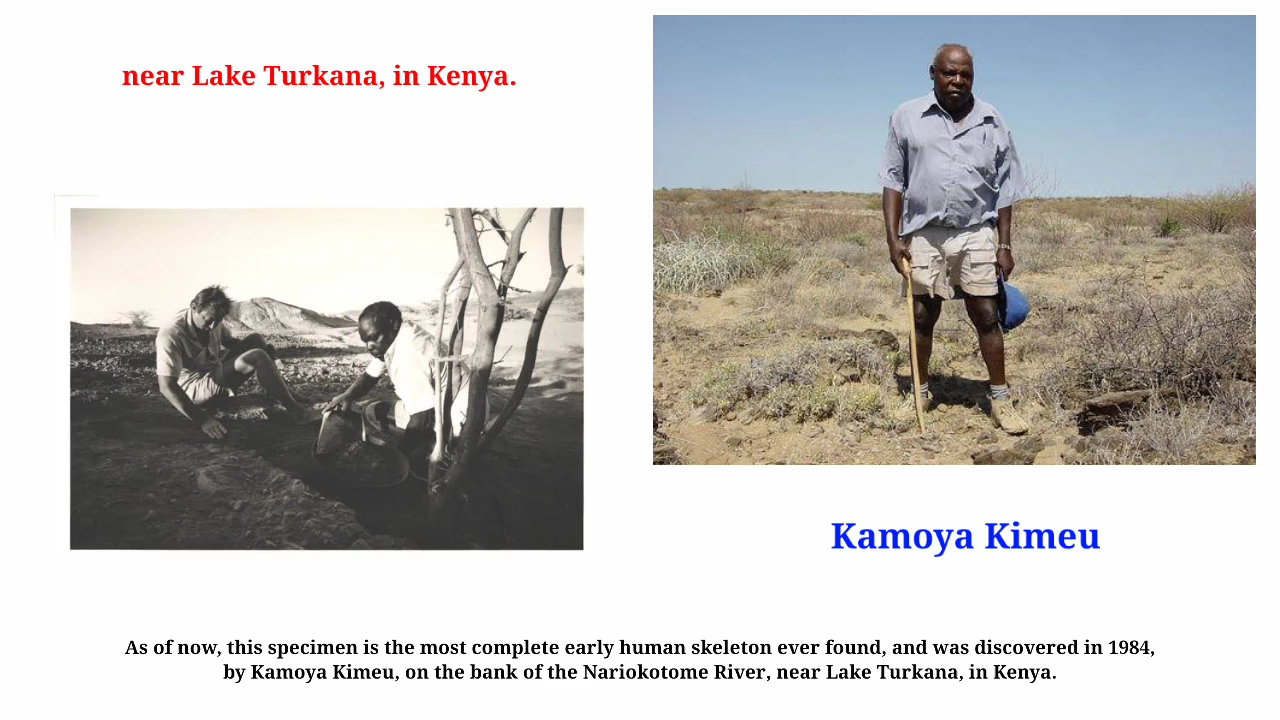 near Lake Turkana, in Kenya.
Kamoya Kimeu
As of now, this specimen is the most complete early human skeleton ever found, and was discovered in 1984,
by Kamoya Kimeu, on the bank of the Nariokotome River, near Lake Turkana, in Kenya.